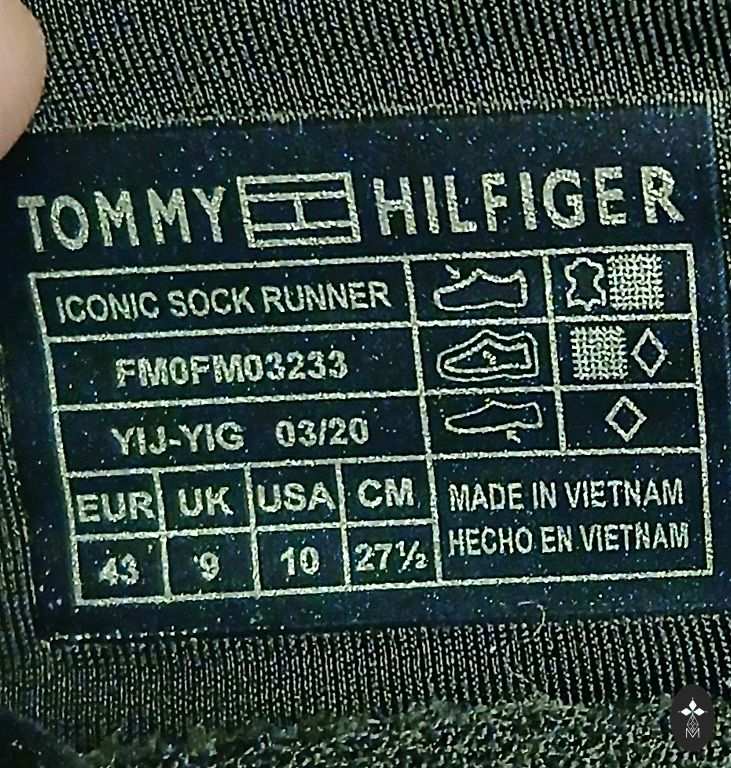 TOMMY HILFIGER
ICONIC SOCK RUNNER
FM0FM03233
YIJ-YIG 03/20
EUR UK USA CM
43 9 10 27½
MADE IN VIETNAM
HECHO EN VIETNAM
M